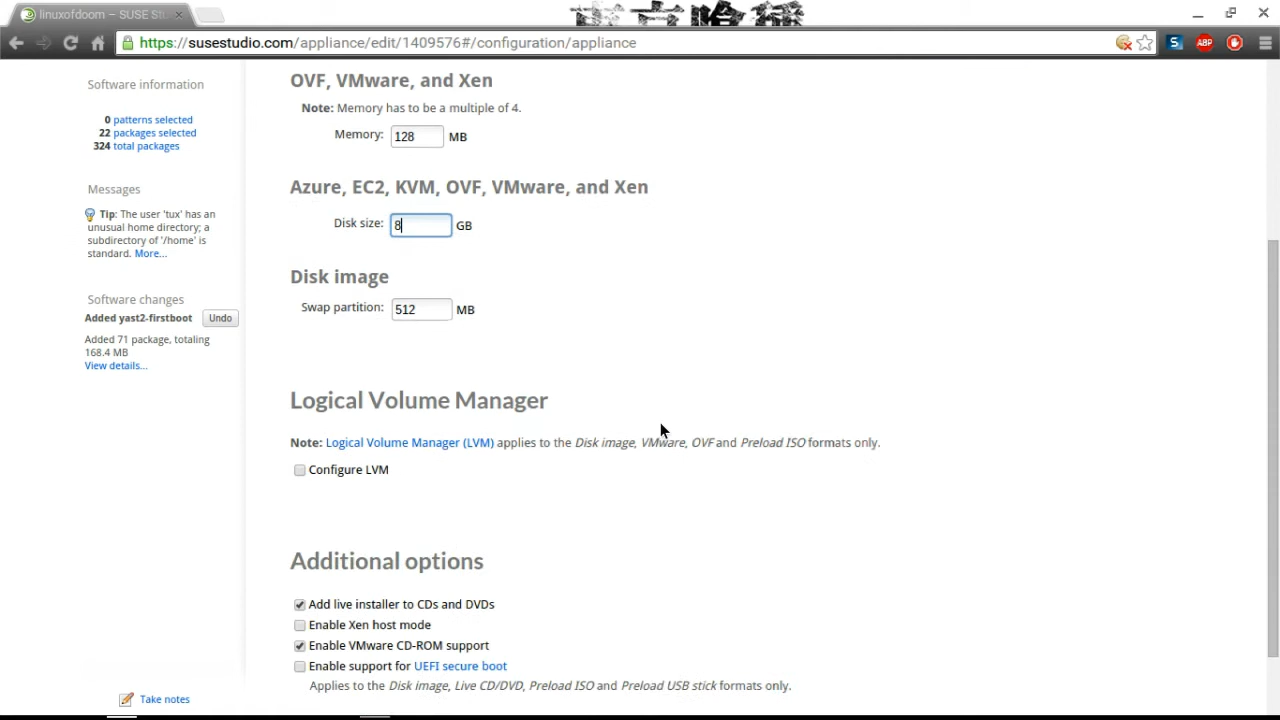 linuxofdoom – SUSE St
東京喰種
https://susestudio.com/appliance/edit/1409576#/configuration/appliance
S
ABP
Software information
0 patterns selected
22 packages selected
324 total packages
Messages
Tip: The user 'tux' has an
unusual home directory; a
subdirectory of '/home' is
standard. More...
Software changes
Added yast2-firstboot Undo
Added 71 package, totaling
168.4 MB
View details...
Take notes
OVF, VMware, and Xen
Note: Memory has to be a multiple of 4.
Memory: 128 MB
Azure, EC2, KVM, OVF, VMware, and Xen
Disk size: 8 GB
Disk image
Swap partition: 512 MB
Logical Volume Manager
Note: Logical Volume Manager (LVM) applies to the Disk image, VMware, OVF and Preload ISO formats only.
Configure LVM
Additional options
Add live installer to CDs and DVDs
Enable Xen host mode
Enable VMware CD-ROM support
Enable support for UEFI secure boot
Applies to the Disk image, Live CD/DVD, Preload ISO and Preload USB stick formats only.